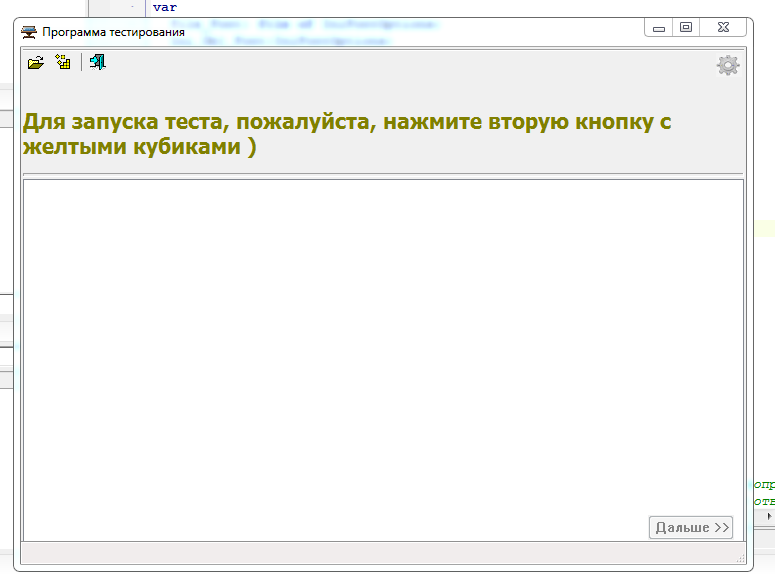 var
Программа тестирования
Для запуска теста, пожалуйста, нажмите вторую кнопку с
желтыми кубиками )
опр
отв
Дальше >>